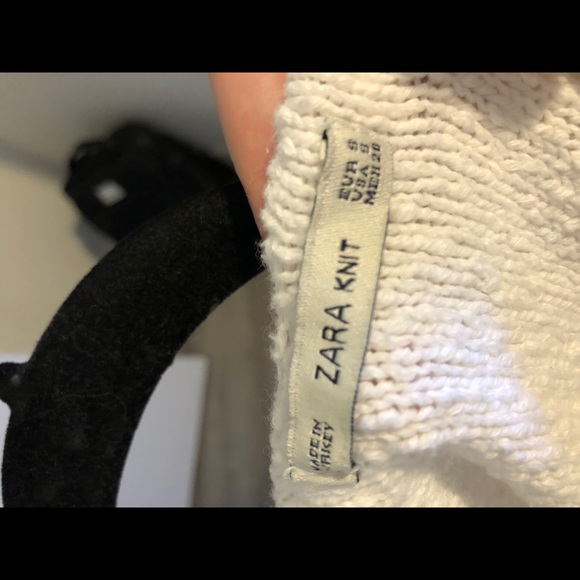 MADE IN
TURKEY
ZARA KNIT
EUR S
USA S
MEX 26